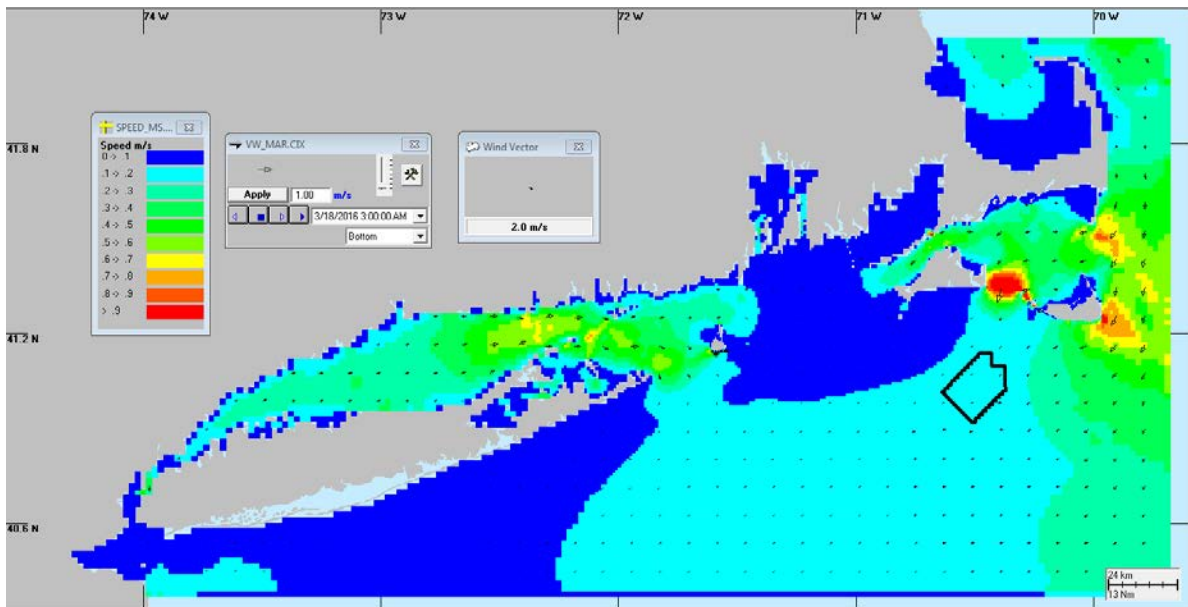 74 W
73 W
72 W
71 W
70 W
41.8 N
41.2 N
40.6 N
SPEED_MS....
Speed m/s
0 -> .1
.1 -> .2
.2 -> .3
.3 -> .4
.4 -> .5
.5 -> .6
.6 -> .7
.7 -> .8
.8 -> .9
> .9
VW_MAR.CIX
Apply
1.00
m/s
3/18/2016 3:00:00 AM
Bottom
Wind Vector
2.0 m/s
24 km
13 Nm